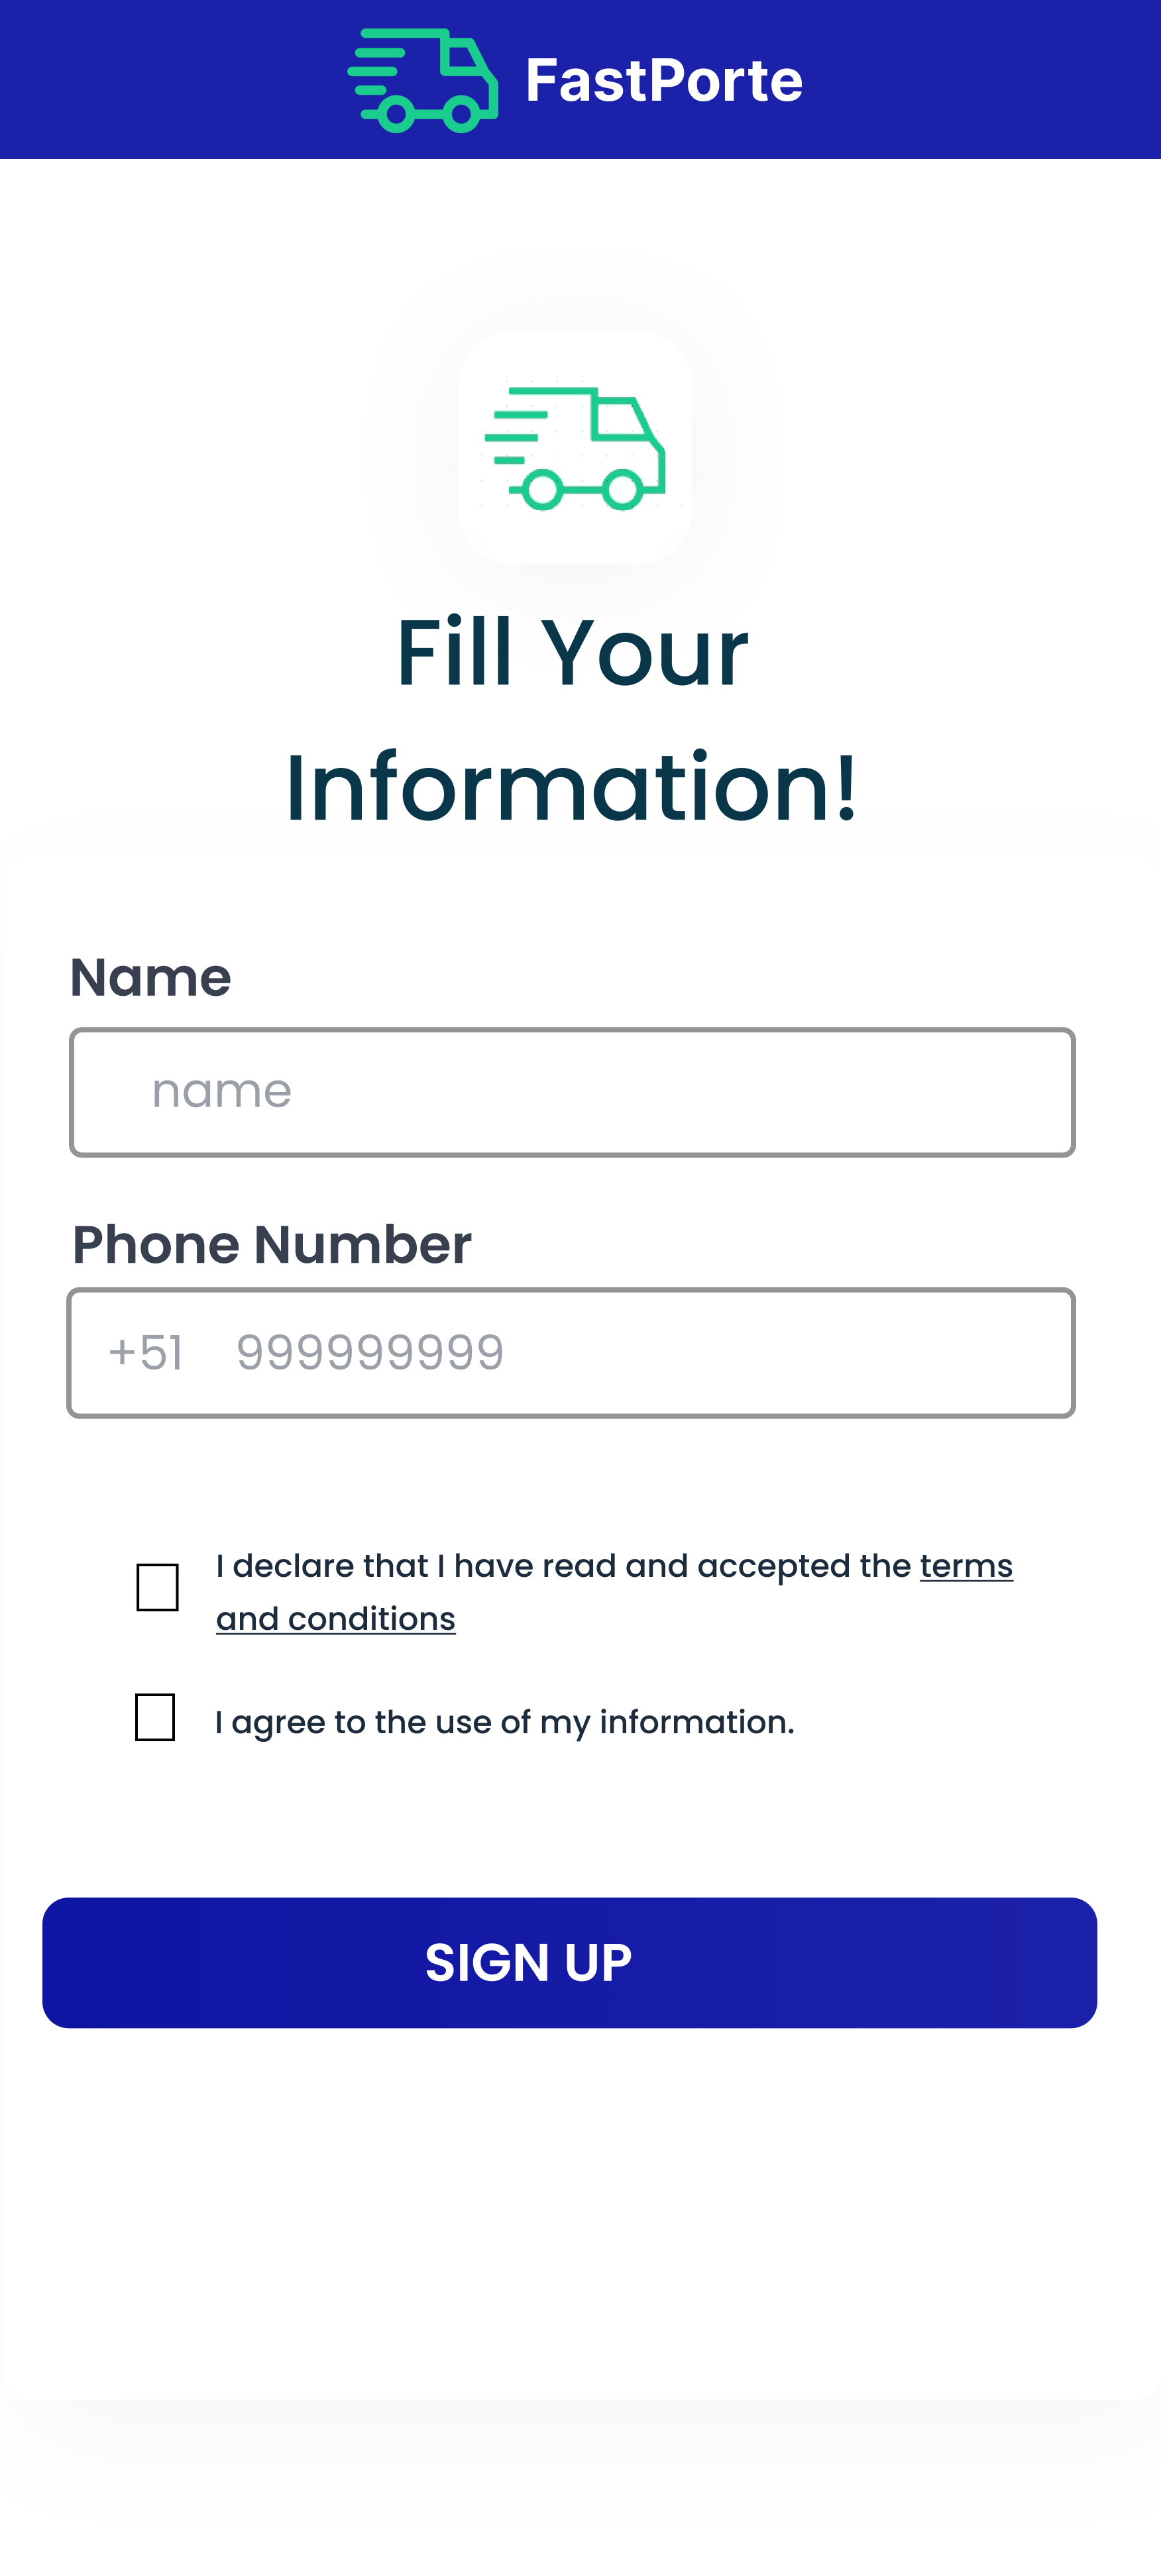 FastPorte
Fill Your
Information!
Name
name
Phone Number
+51 999999999
I declare that I have read and accepted the terms
and conditions
I agree to the use of my information.
SIGN UP